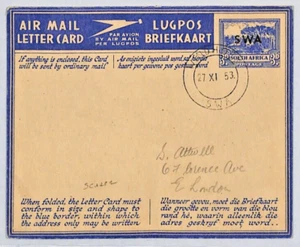 AIR MAIL
LETTER CARD
BY AIR MAIL
PER LUGPOS
LUGPOS
BRIEFKAART
SWA
SOUTH AFRICA
POSTAGE
If anything is enclosed, this Card
will be sent by ordinary mail
As enigiets ingesluit word sal hierdie
kaart per gewone pos gestuur word
27 XI 53
SWA
S. Attwell
67 Florence Ave
E London
When folded, the Letter Card must
conform in size and shape to
the blue border, within which
the address only may be written
Wanneer gevou, moet die Briefkaart
die grootte en vorm van die blou
rand hê, waarin alleenlik die
adres geskryf mag word.